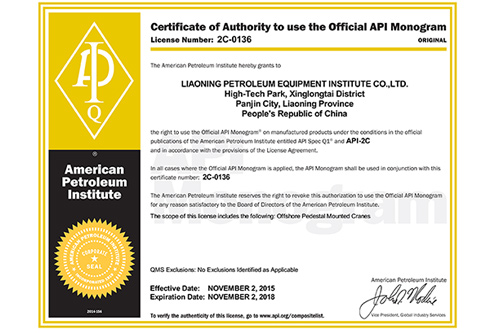 Certificate of Authority to use the Official API Monogram
License Number: 2C-0136
ORIGINAL
The American Petroleum Institute hereby grants to
LIAONING PETROLEUM EQUIPMENT INSTITUTE CO.,LTD.
High-Tech Park, Xinglongtai District
Panjin City, Liaoning Province
People's Republic of China
the right to use the Official API Monogram® on manufactured products under the conditions in the official
publications of the American Petroleum Institute entitled API Spec Q1® and API-2C
and in accordance with the provisions of the License Agreement.
In all cases where the Official API Monogram is applied, the API Monogram shall be used in conjunction with this
certificate number: 2C-0136
The American Petroleum Institute reserves the right to revoke this authorization to use the Official API Monogram
for any reason satisfactory to the Board of Directors of the American Petroleum Institute.
The scope of this license includes the following: Offshore Pedestal Mounted Cranes
QMS Exclusions: No Exclusions Identified as Applicable
Effective Date: NOVEMBER 2, 2015
Expiration Date: NOVEMBER 2, 2018
To verify the authenticity of this license, go to www.api.org/compositelist.
American Petroleum Institute
Vice President, Global Industry Services
API
Q
®
American
Petroleum
Institute
AMERICAN PETROLEUM INSTITUTE
CORPORATE
SEAL
API
Monogram